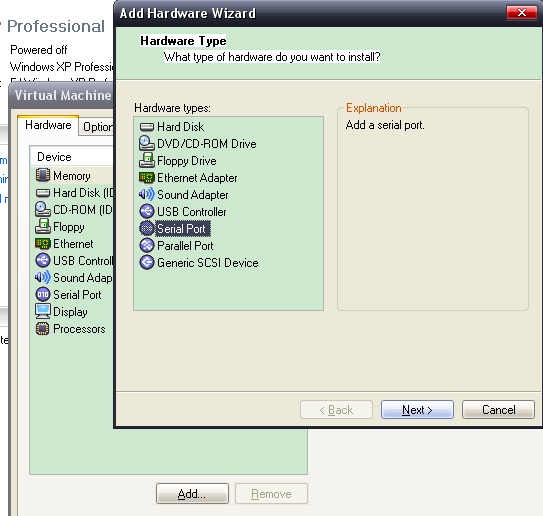 Professional
Powered off
Windows XP Profession
Virtual Machine
Hardware
Option
Device
Memory
Hard Disk (ID
CD-ROM (ID
Floppy
Ethernet
USB Controll
Sound Adap
Serial Port
Display
Processors
Add...
Remove
Add Hardware Wizard
Hardware Type
What type of hardware do you want to install?
Hardware types:
Hard Disk
DVD/CD-ROM Drive
Floppy Drive
Ethernet Adapter
Sound Adapter
USB Controller
Serial Port
Parallel Port
Generic SCSI Device
Explanation
Add a serial port.
< Back
Next >
Cancel